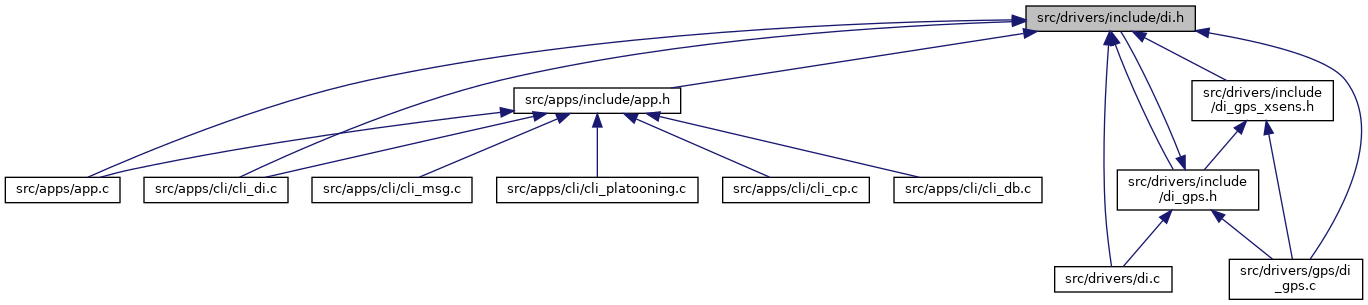 src/drivers/include/di.h
src/drivers/include
/di_gps_xsens.h
src/apps/include/app.h
src/apps/app.c
src/apps/cli/cli_di.c
src/apps/cli/cli_msg.c
src/apps/cli/cli_platooning.c
src/apps/cli/cli_cp.c
src/apps/cli/cli_db.c
src/drivers/include
/di_gps.h
src/drivers/di.c
src/drivers/gps/di
_gps.c